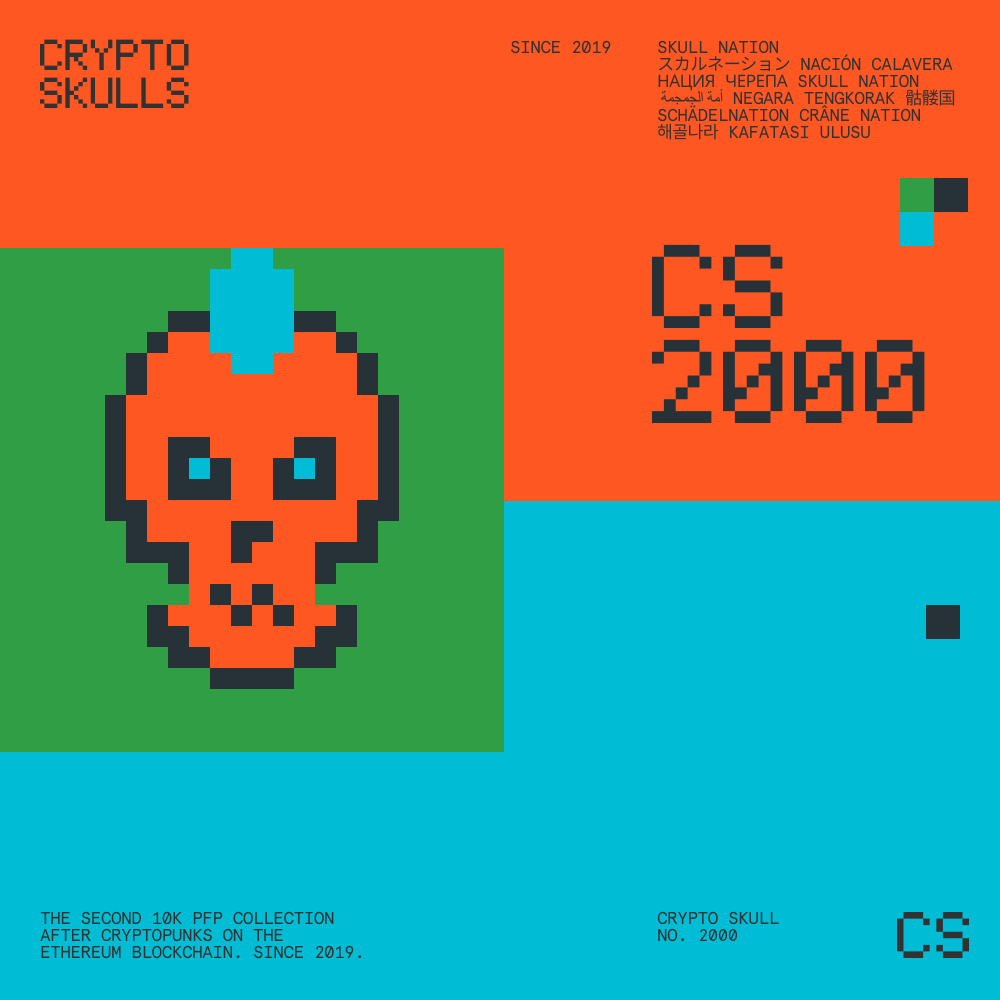 CRYPTO
SKULLS
SINCE 2019
SKULL NATION
スカルネーション NACIÓN CALAVERA
НАЦИЯ ЧЕРЕПА SKULL NATION
أمة الجمجمة NEGARA TENGKORAK 骷髅国
SCHÄDELNATION CRÂNE NATION
해골나라 KAFATASI ULUSU
CS
2000
THE SECOND 10K PFP COLLECTION
AFTER CRYPTOPUNKS ON THE
ETHEREUM BLOCKCHAIN. SINCE 2019.
CRYPTO SKULL
NO. 2000
CS